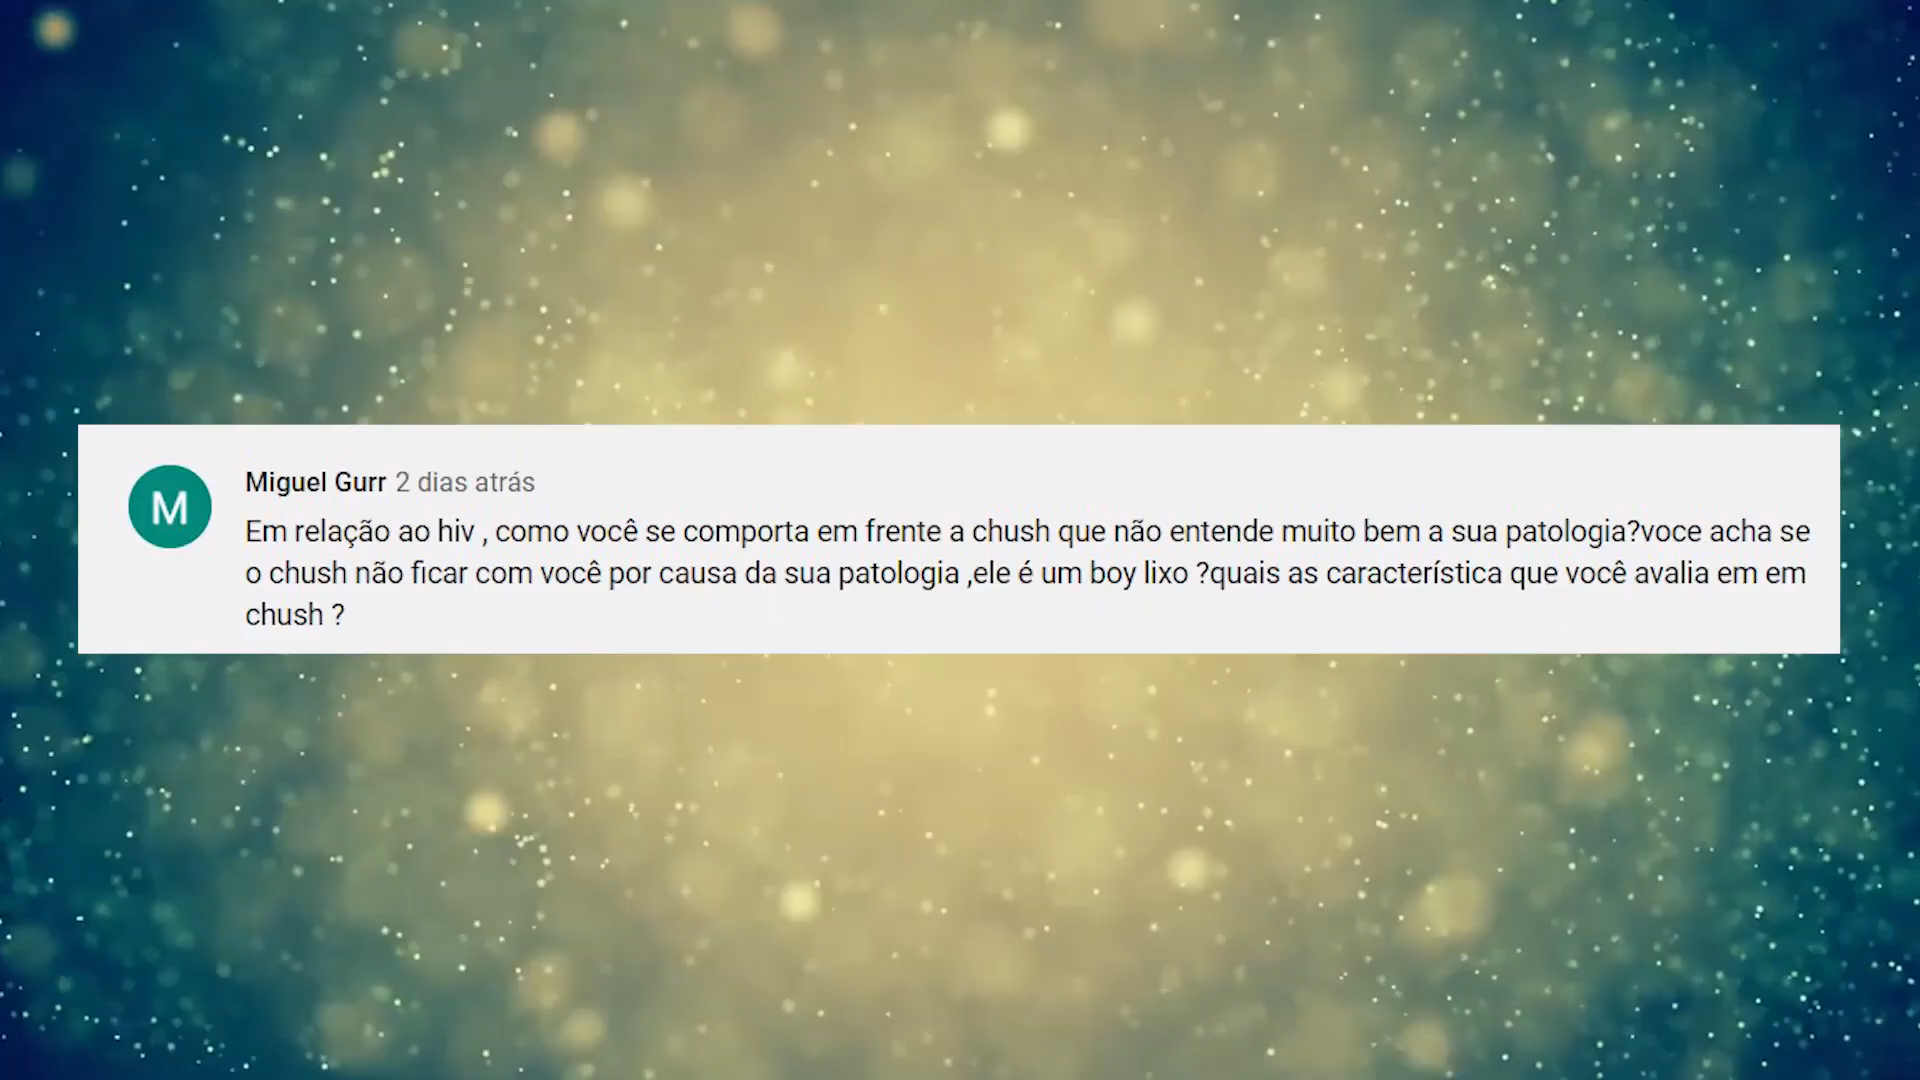 M
Miguel Gurr 2 dias atrás
Em relação ao hiv , como você se comporta em frente a chush que não entende muito bem a sua patologia?voce acha se
o chush não ficar com você por causa da sua patologia ,ele é um boy lixo ?quais as característica que você avalia em em
chush ?